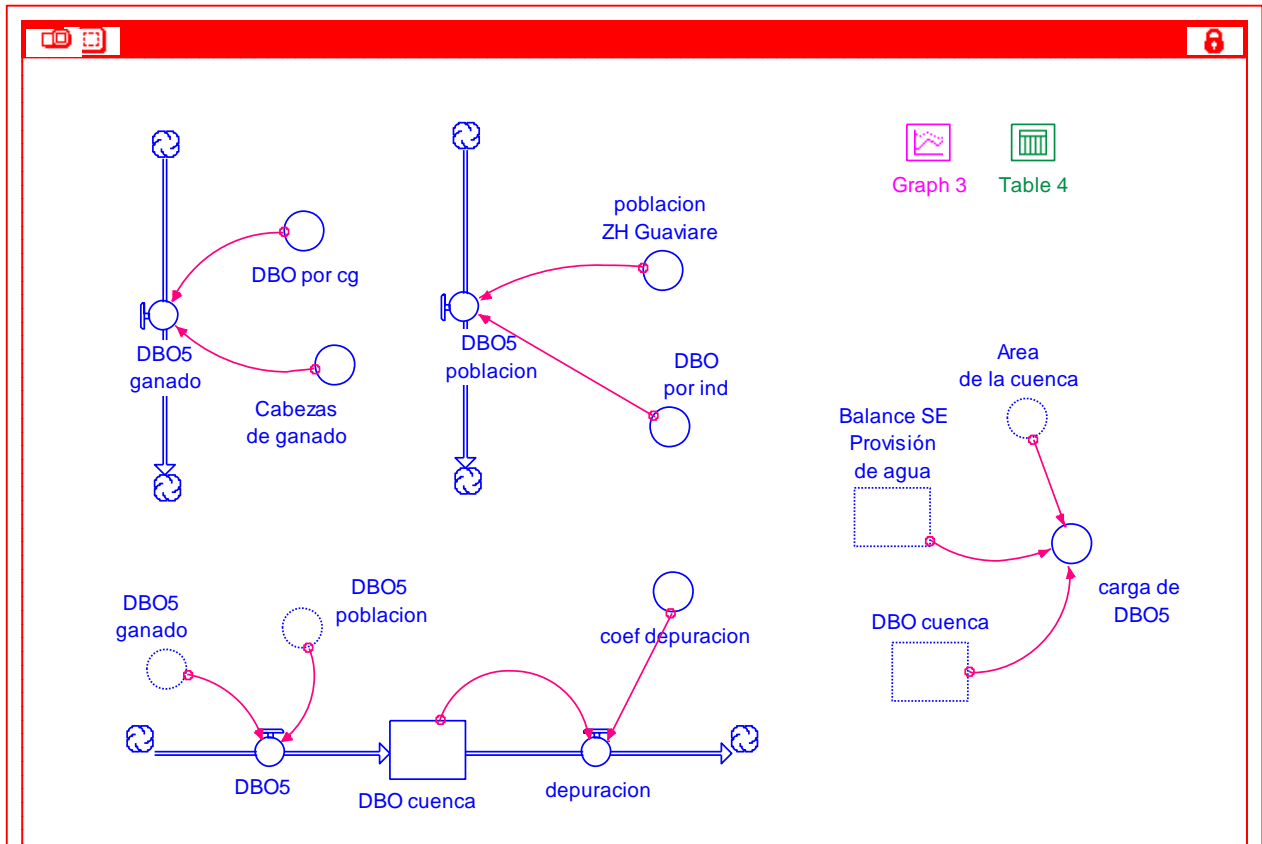 Graph 3
Table 4
DBO por cg
DBO5
ganado
Cabezas
de ganado
poblacion
ZH Guaviare
DBO5
poblacion
DBO
por ind
Area
de la cuenca
Balance SE
Provisión
de agua
carga de
DBO5
DBO cuenca
DBO5
ganado
DBO5
poblacion
coef depuracion
DBO5
DBO cuenca
depuracion